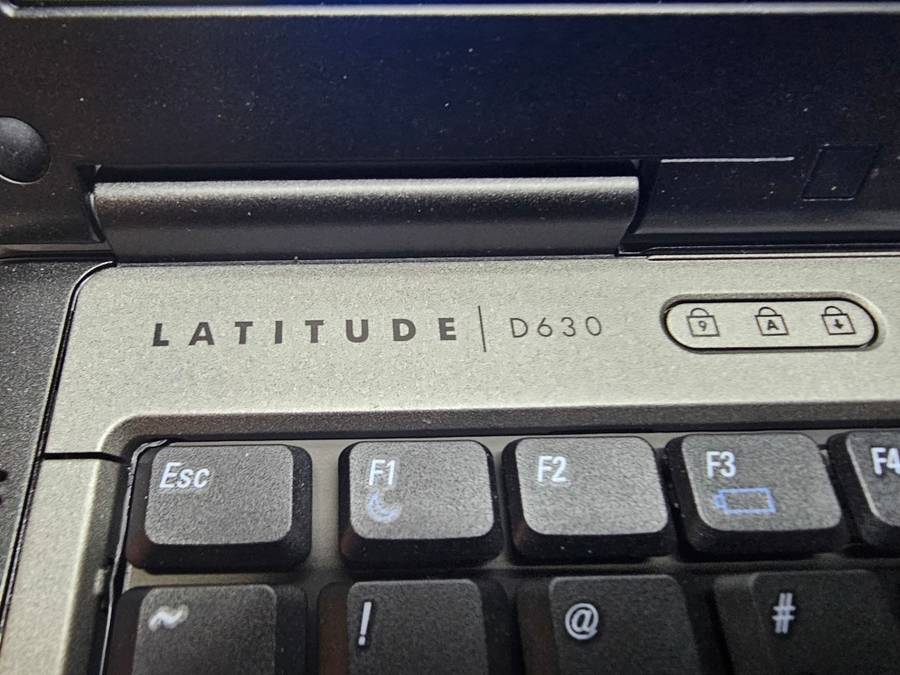 LATITUDE | D630
9 A
Esc F1 F2 F3 F4
~ ! @ #